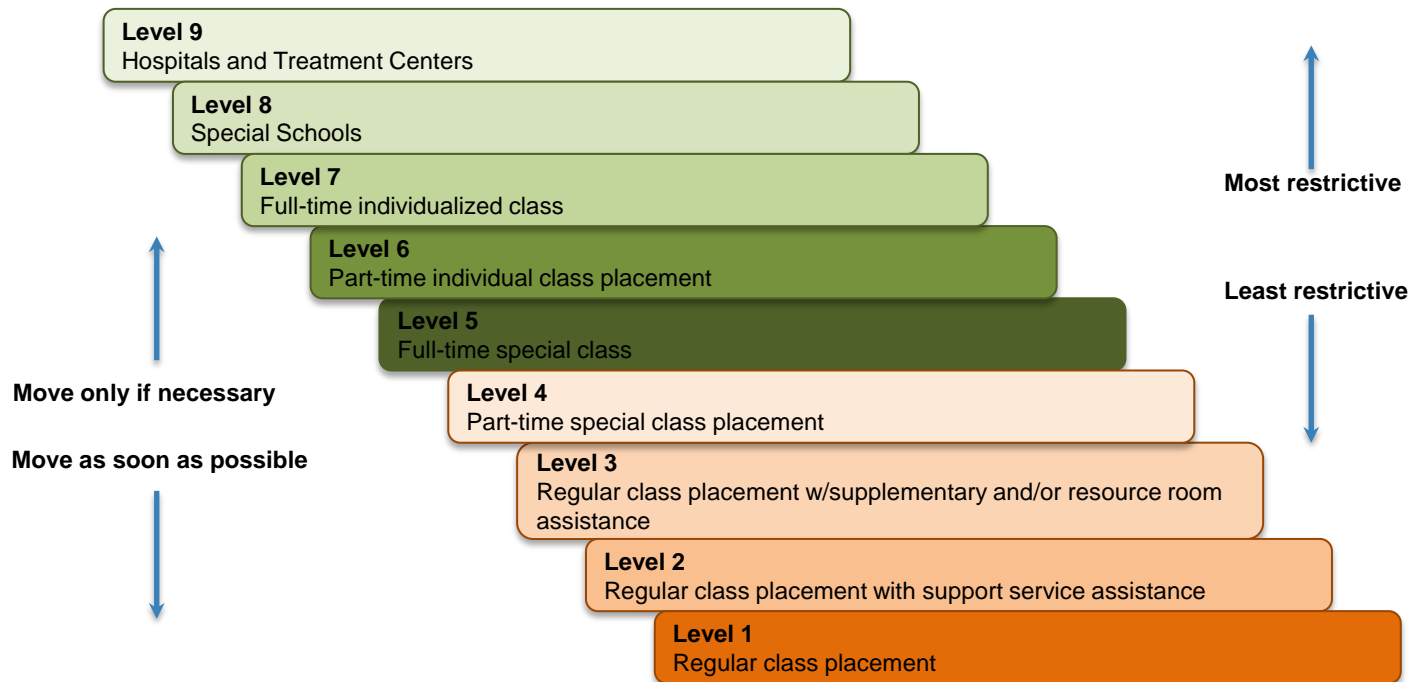 Level 9
Hospitals and Treatment Centers
Level 8
Special Schools
Level 7
Full-time individualized class
Level 6
Part-time individual class placement
Level 5
Full-time special class
Level 4
Part-time special class placement
Level 3
Regular class placement w/supplementary and/or resource room
assistance
Level 2
Regular class placement with support service assistance
Level 1
Regular class placement
Move only if necessary
Move as soon as possible
Most restrictive
Least restrictive